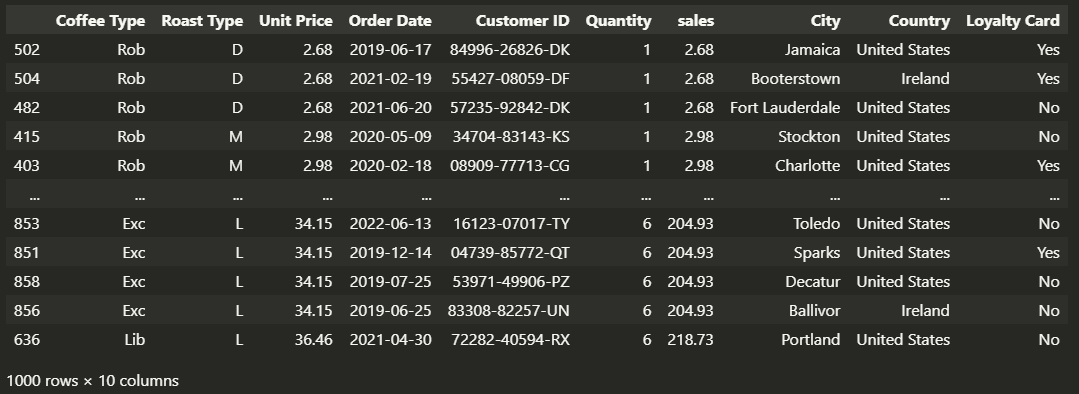 Coffee Type Roast Type Unit Price Order Date Customer ID Quantity sales City Country Loyalty Card
502 Rob D 2.68 2019-06-17 84996-26826-DK 1 2.68 Jamaica United States Yes
504 Rob D 2.68 2021-02-19 55427-08059-DF 1 2.68 Booterstown Ireland Yes
482 Rob D 2.68 2021-06-20 57235-92842-DK 1 2.68 Fort Lauderdale United States No
415 Rob M 2.98 2020-05-09 34704-83143-KS 1 2.98 Stockton United States No
403 Rob M 2.98 2020-02-18 08909-77713-CG 1 2.98 Charlotte United States Yes
... ... ... ... ... ... ... ... ... ... ...
853 Exc L 34.15 2022-06-13 16123-07017-TY 6 204.93 Toledo United States No
851 Exc L 34.15 2019-12-14 04739-85772-QT 6 204.93 Sparks United States Yes
858 Exc L 34.15 2019-07-25 53971-49906-PZ 6 204.93 Decatur United States No
856 Exc L 34.15 2019-06-25 83308-82257-UN 6 204.93 Ballivor Ireland No
636 Lib L 36.46 2021-04-30 72282-40594-RX 6 218.73 Portland United States No
1000 rows × 10 columns